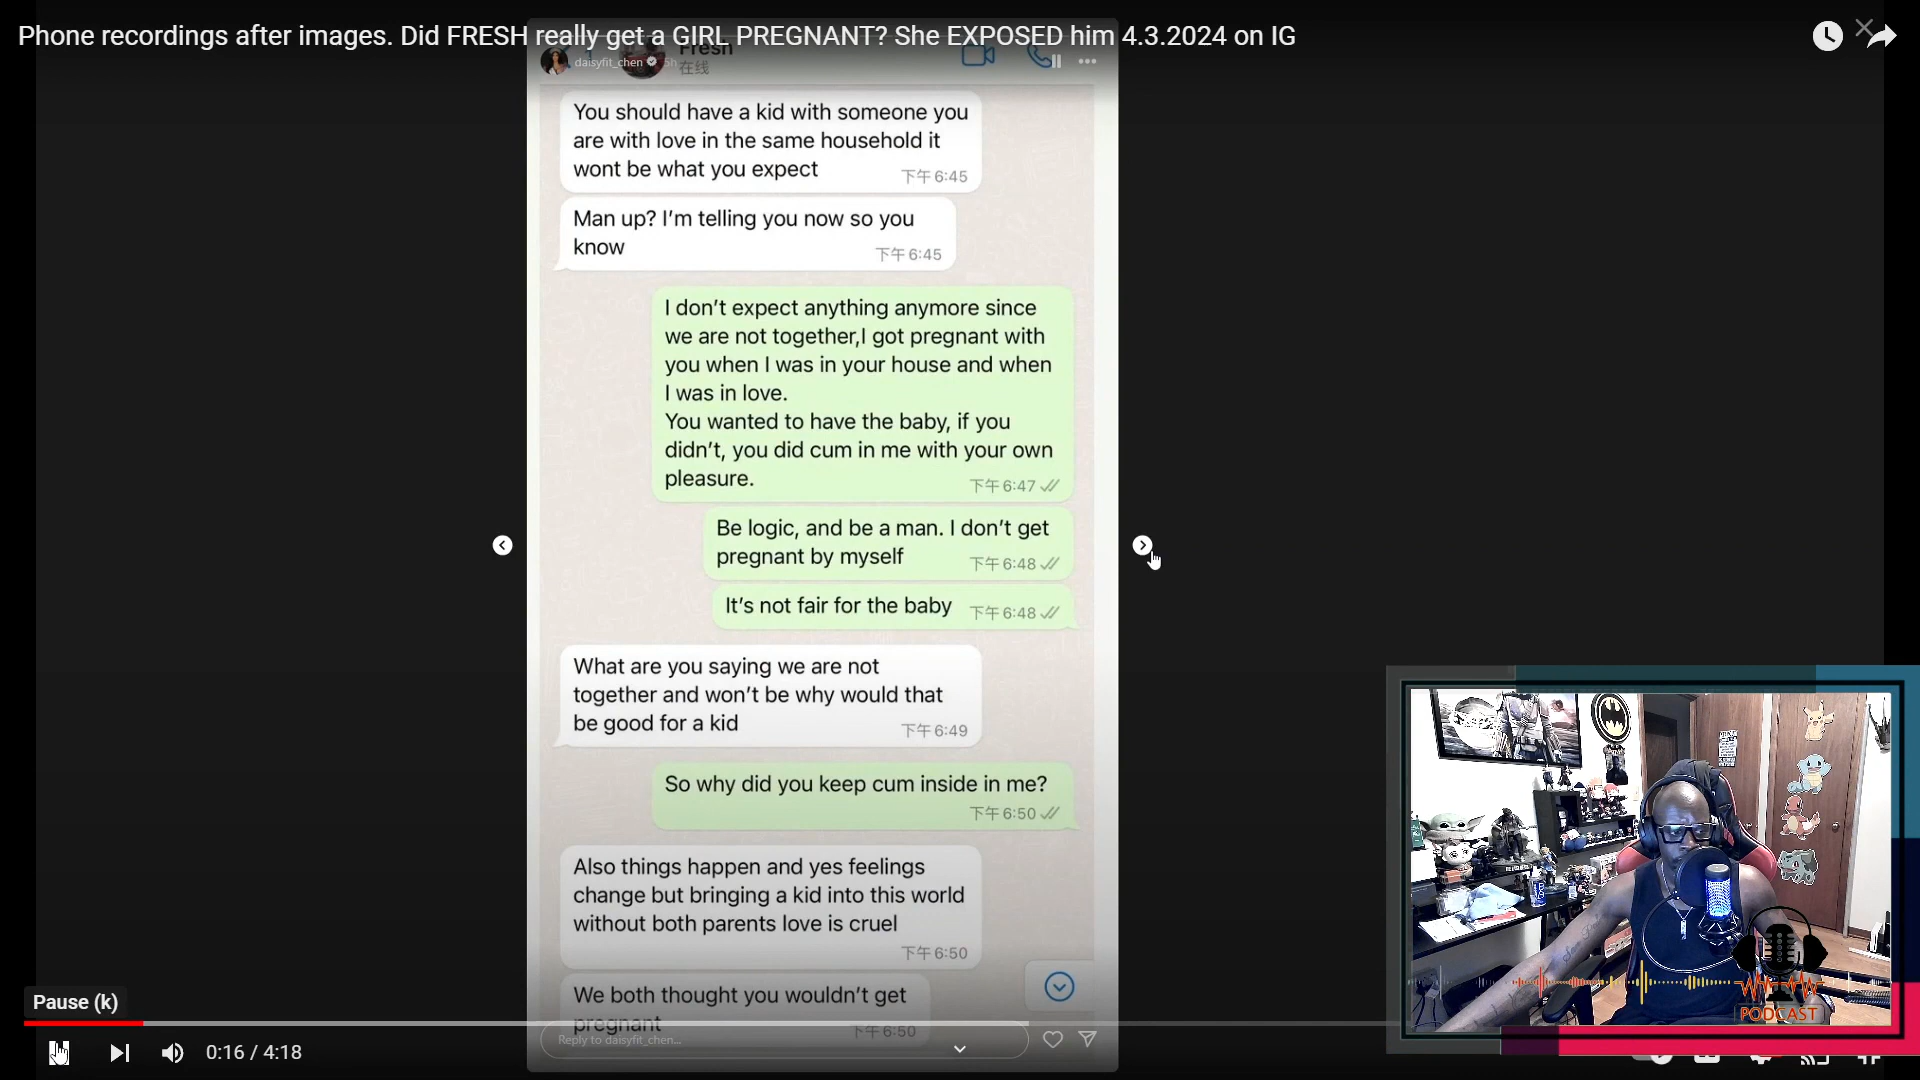 Phone recordings after images. Did FRESH really get a GIRL PREGNANT? She EXPOSED him 4.3.2024 on IG
Fresh
daisyfit_chen 5h
在线
You should have a kid with someone you
are with love in the same household it
wont be what you expect
下午6:45
Man up? I'm telling you now so you
know
下午6:45
I don't expect anything anymore since
we are not together,I got pregnant with
you when I was in your house and when
I was in love.
You wanted to have the baby, if you
didn't, you did cum in me with your own
pleasure.
下午6:47
Be logic, and be a man. I don't get
pregnant by myself
下午6:48
It's not fair for the baby
下午6:48
What are you saying we are not
together and won't be why would that
be good for a kid
下午6:49
So why did you keep cum inside in me?
下午6:50
Also things happen and yes feelings
change but bringing a kid into this world
without both parents love is cruel
下午6:50
We both thought you wouldn't get
pregnant
下午6:50
Reply to daisyfit_chen...
Pause (k)
0:16 / 4:18
PODCAST